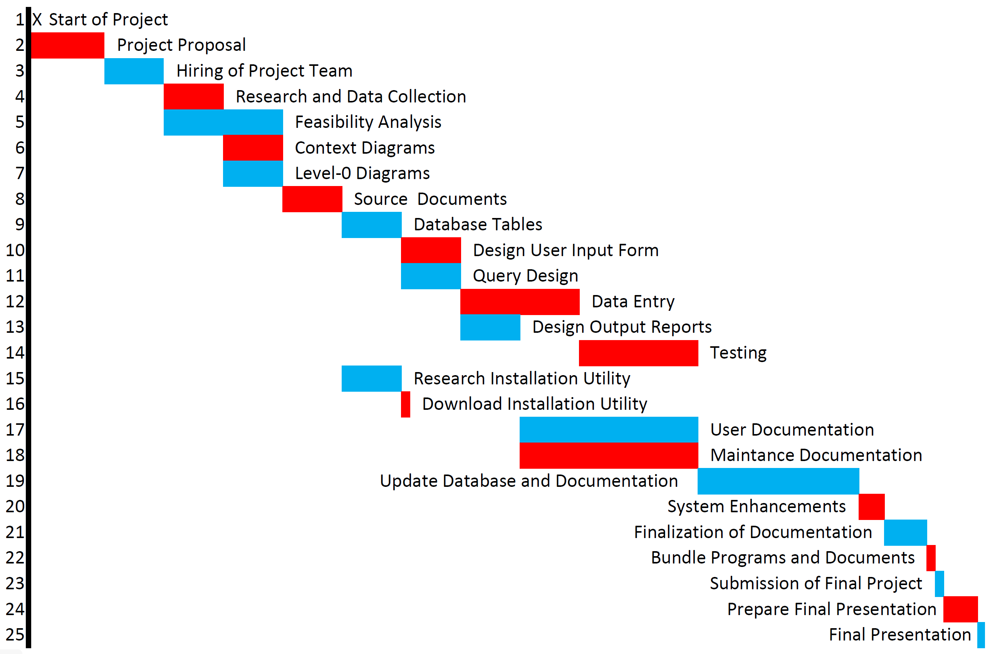 1 X Start of Project
2 Project Proposal
3 Hiring of Project Team
4 Research and Data Collection
5 Feasibility Analysis
6 Context Diagrams
7 Level-0 Diagrams
8 Source  Documents
9 Database Tables
10 Design User Input Form
11 Query Design
12 Data Entry
13 Design Output Reports
14 Testing
15 Research Installation Utility
16 Download Installation Utility
17 User Documentation
18 Maintance Documentation
19 Update Database and Documentation
20 System Enhancements
21 Finalization of Documentation
22 Bundle Programs and Documents
23 Submission of Final Project
24 Prepare Final Presentation
25 Final Presentation